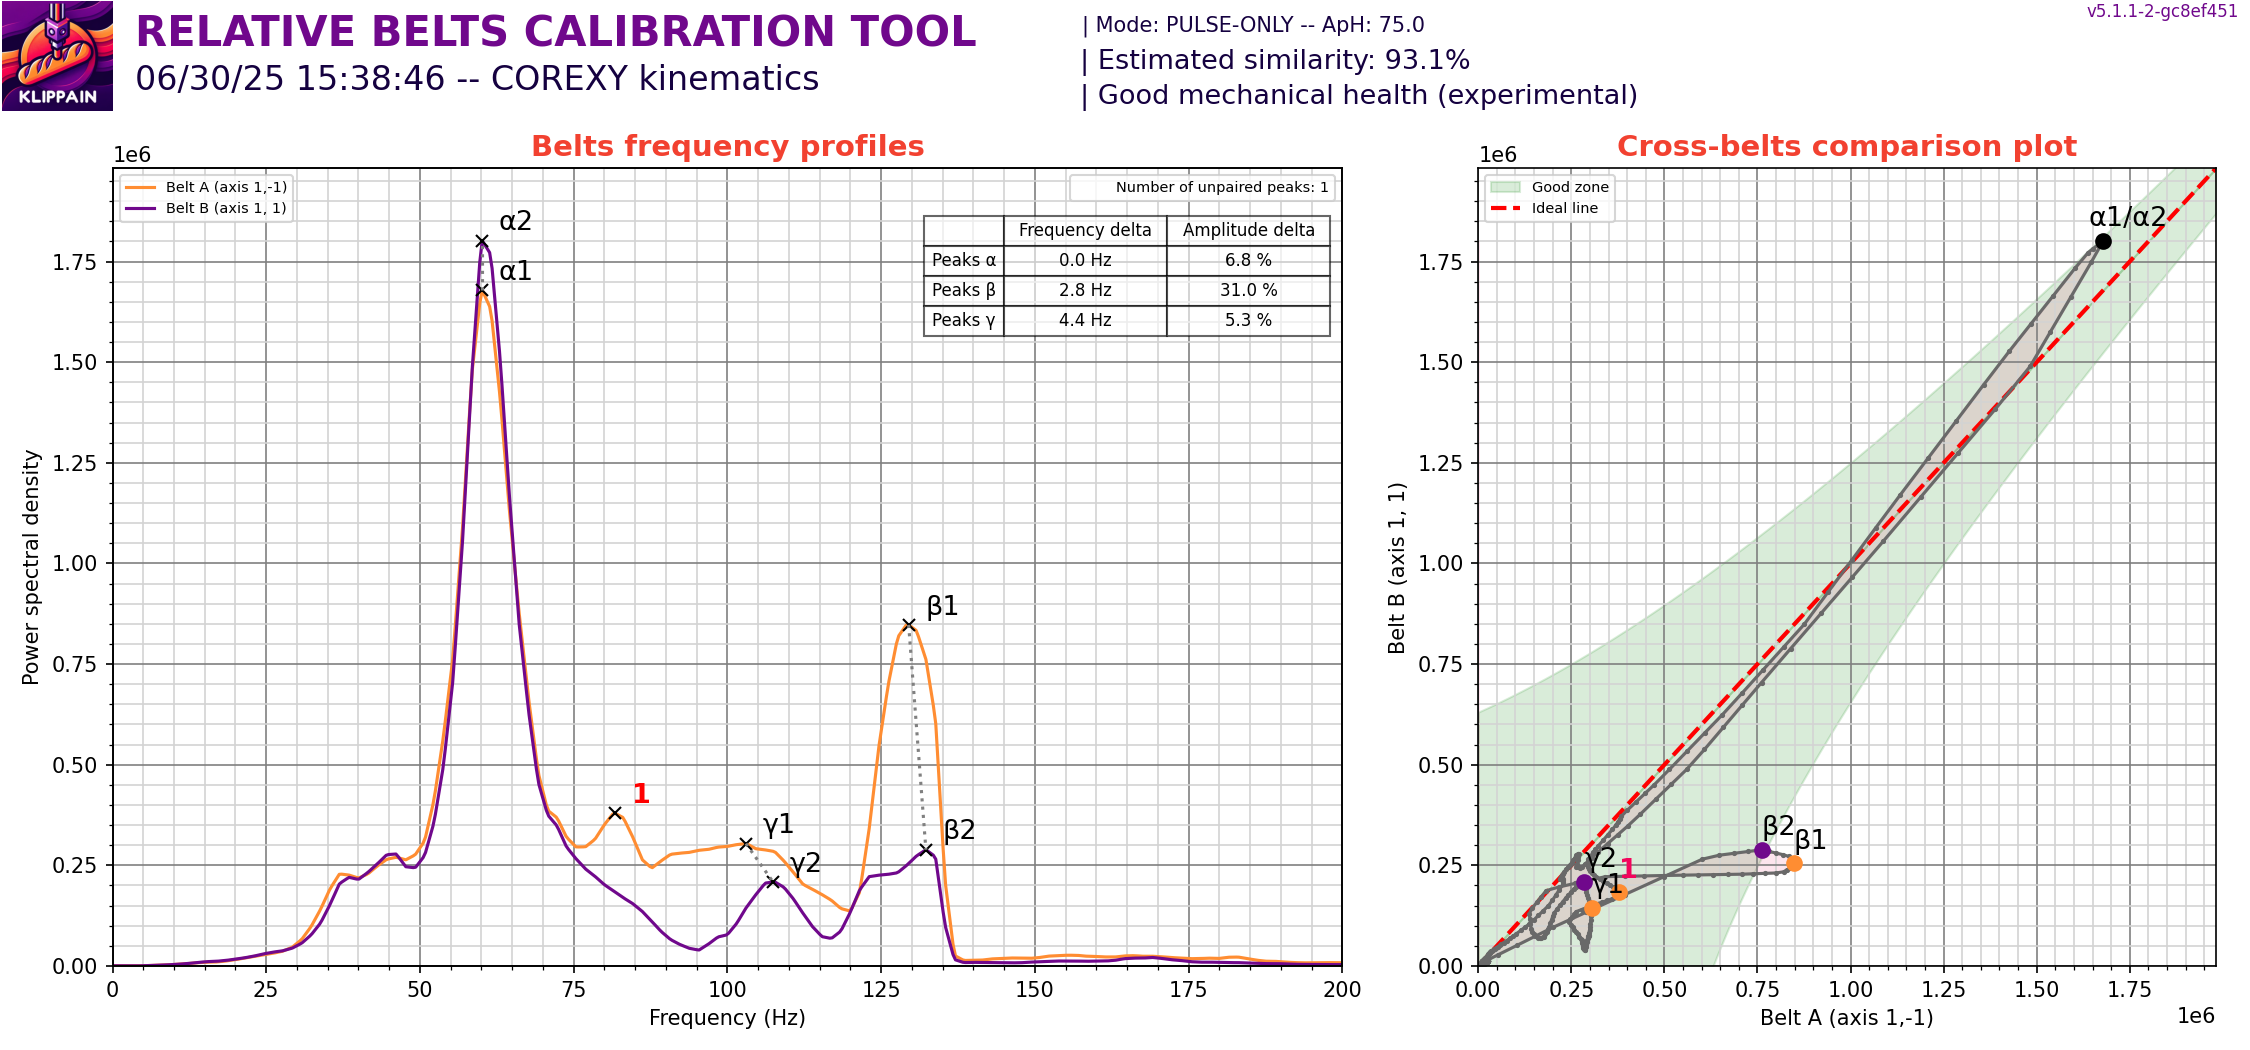 KLIPPAIN
RELATIVE BELTS CALIBRATION TOOL
06/30/25 15:38:46 -- COREXY kinematics
| Mode: PULSE-ONLY -- ApH: 75.0
| Estimated similarity: 93.1%
| Good mechanical health (experimental)
v5.1.1-2-gc8ef451
Belts frequency profiles
1e6
Belt A (axis 1,-1)
Belt B (axis 1, 1)
Number of unpaired peaks: 1
Frequency delta Amplitude delta
Peaks α 0.0 Hz 6.8 %
Peaks β 2.8 Hz 31.0 %
Peaks γ 4.4 Hz 5.3 %
α2
α1
β1
1
γ1
β2
γ2
1.75
1.50
1.25
1.00
0.75
0.50
0.25
0.00
Power spectral density
0 25 50 75 100 125 150 175 200
Frequency (Hz)
Cross-belts comparison plot
1e6
Good zone
Ideal line
α1/α2
β2
β1
γ2
1
γ1
1.75
1.50
1.25
1.00
0.75
0.50
0.25
0.00
Belt B (axis 1, 1)
0.00 0.25 0.50 0.75 1.00 1.25 1.50 1.75
Belt A (axis 1,-1)
1e6